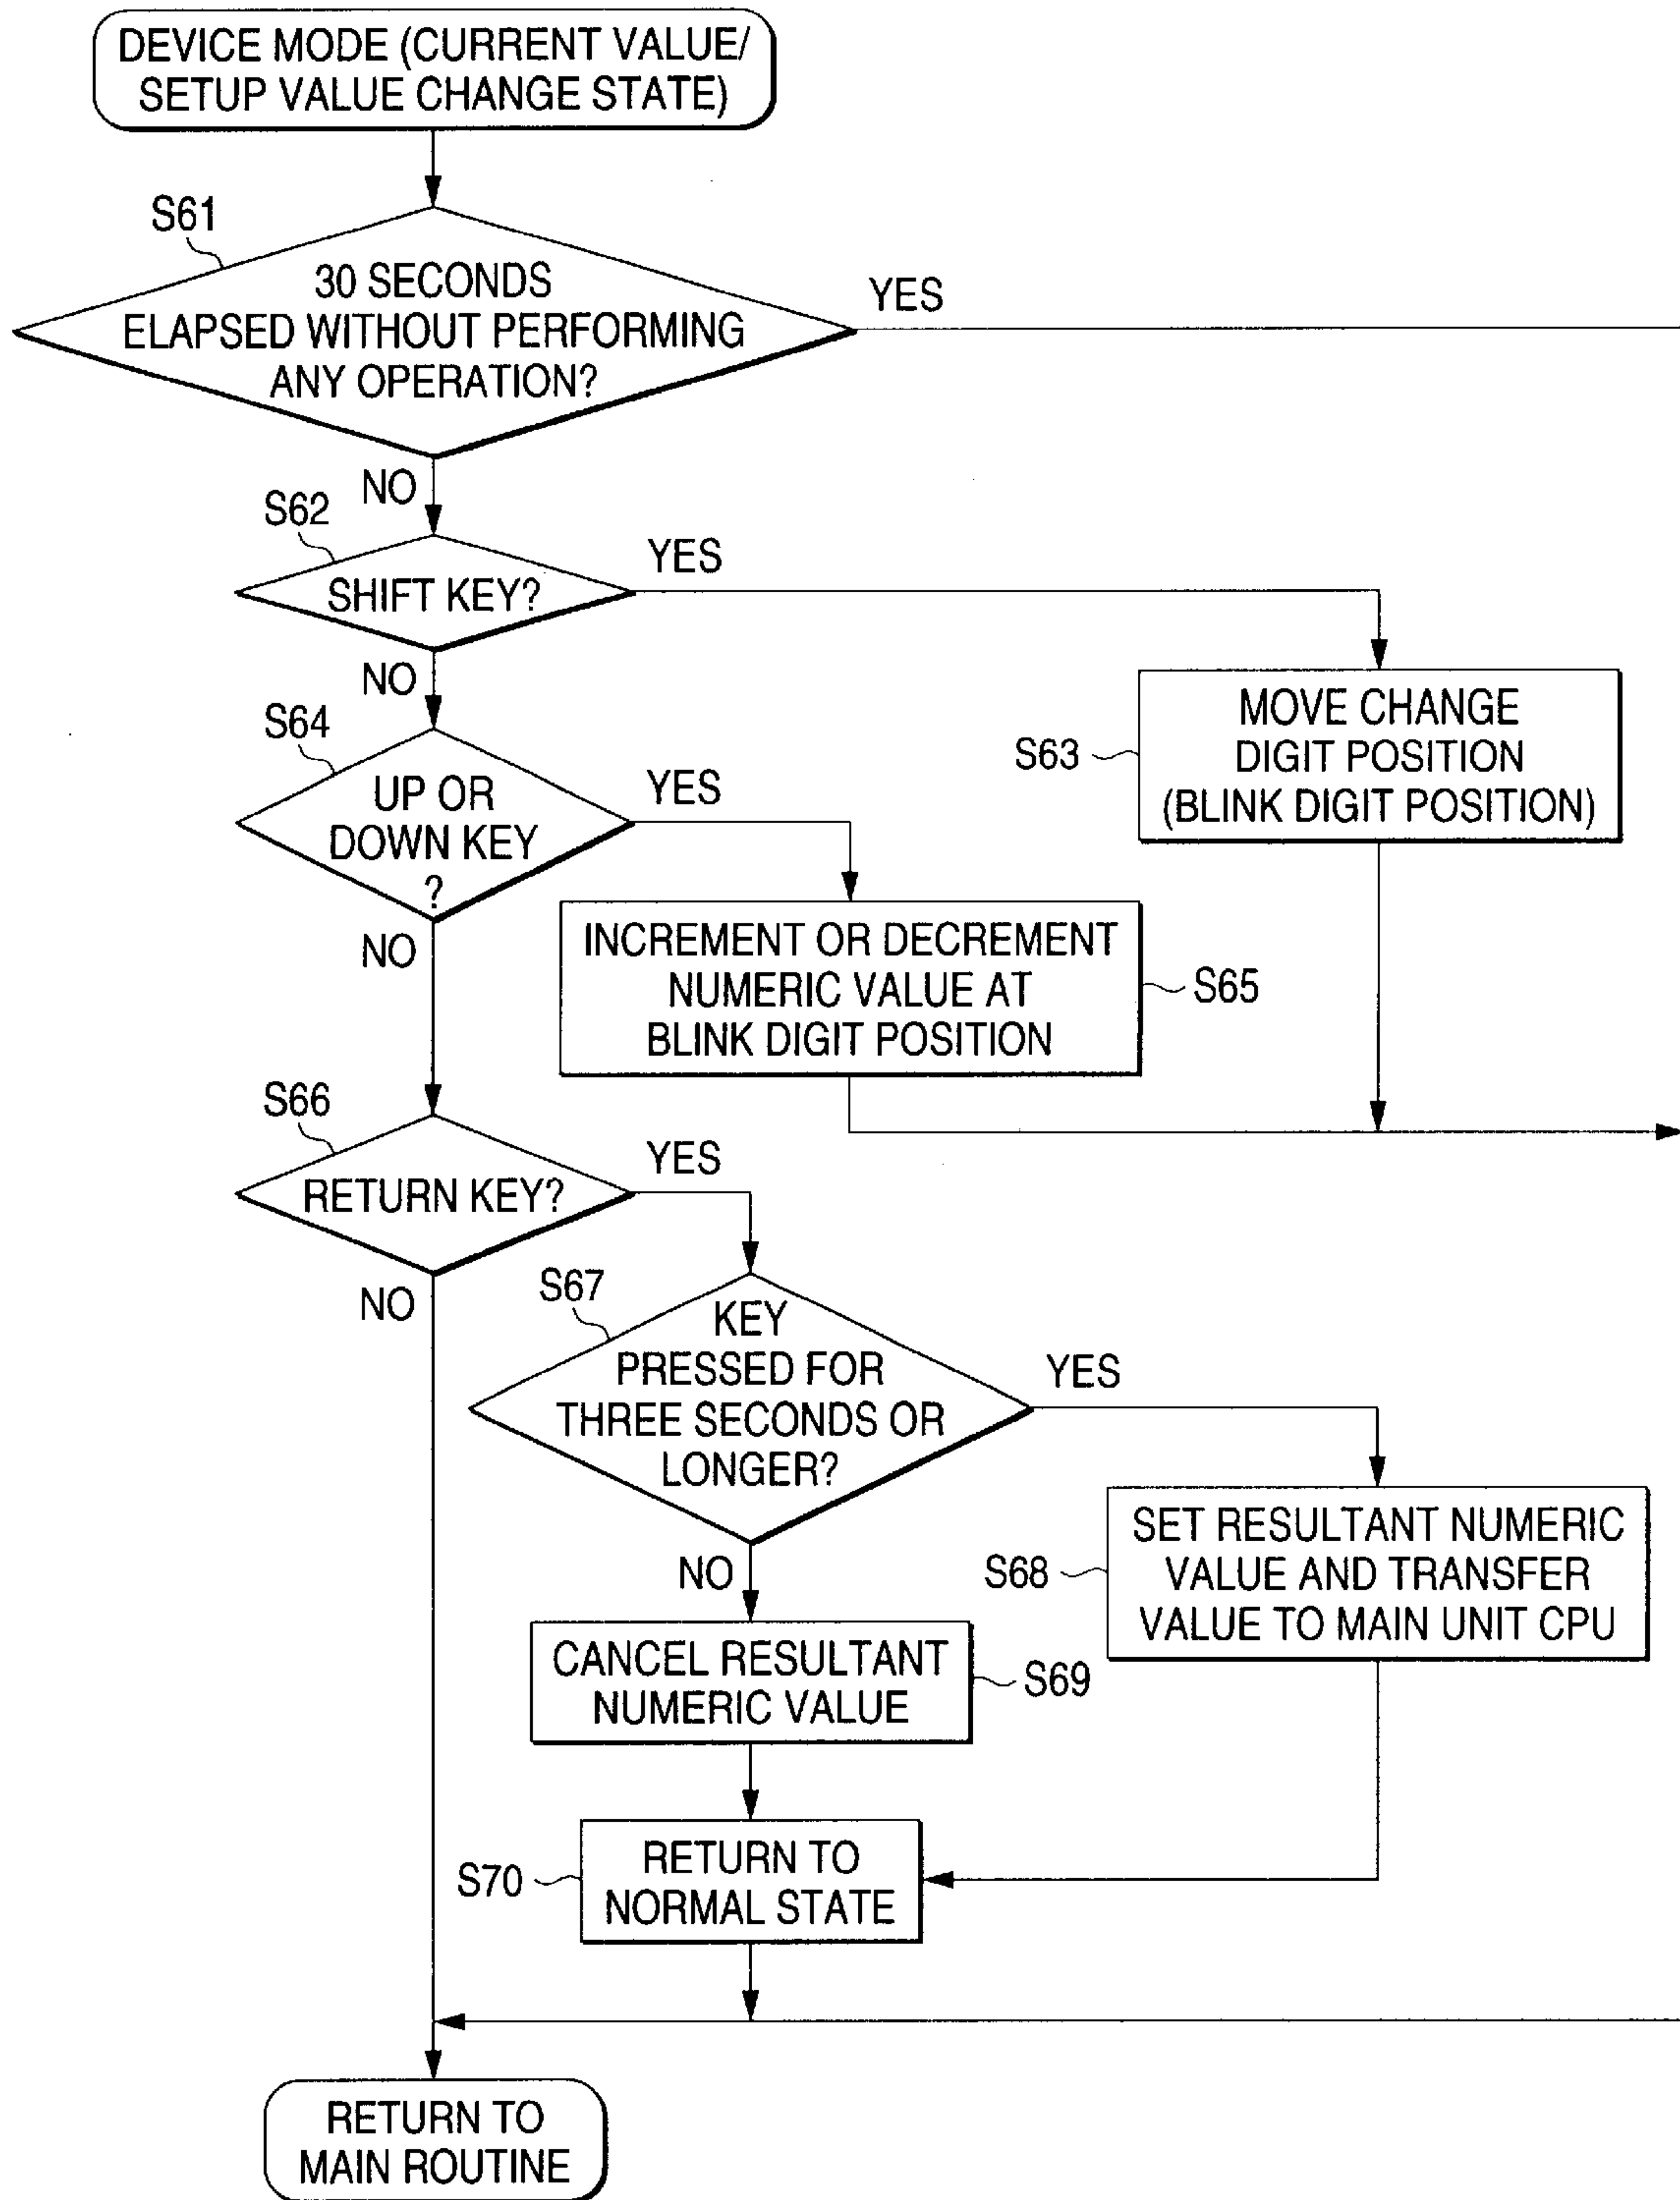 DEVICE MODE (CURRENT VALUE/
SETUP VALUE CHANGE STATE)
S61
30 SECONDS
ELAPSED WITHOUT PERFORMING
ANY OPERATION?
YES
NO
S62
SHIFT KEY?
YES
NO
S63
MOVE CHANGE
DIGIT POSITION
(BLINK DIGIT POSITION)
S64
UP OR
DOWN KEY
?
YES
NO
INCREMENT OR DECREMENT
NUMERIC VALUE AT
BLINK DIGIT POSITION
S65
S66
RETURN KEY?
YES
NO
S67
KEY
PRESSED FOR
THREE SECONDS OR
LONGER?
YES
NO
S68
SET RESULTANT NUMERIC
VALUE AND TRANSFER
VALUE TO MAIN UNIT CPU
CANCEL RESULTANT
NUMERIC VALUE
S69
S70
RETURN TO
NORMAL STATE
RETURN TO
MAIN ROUTINE